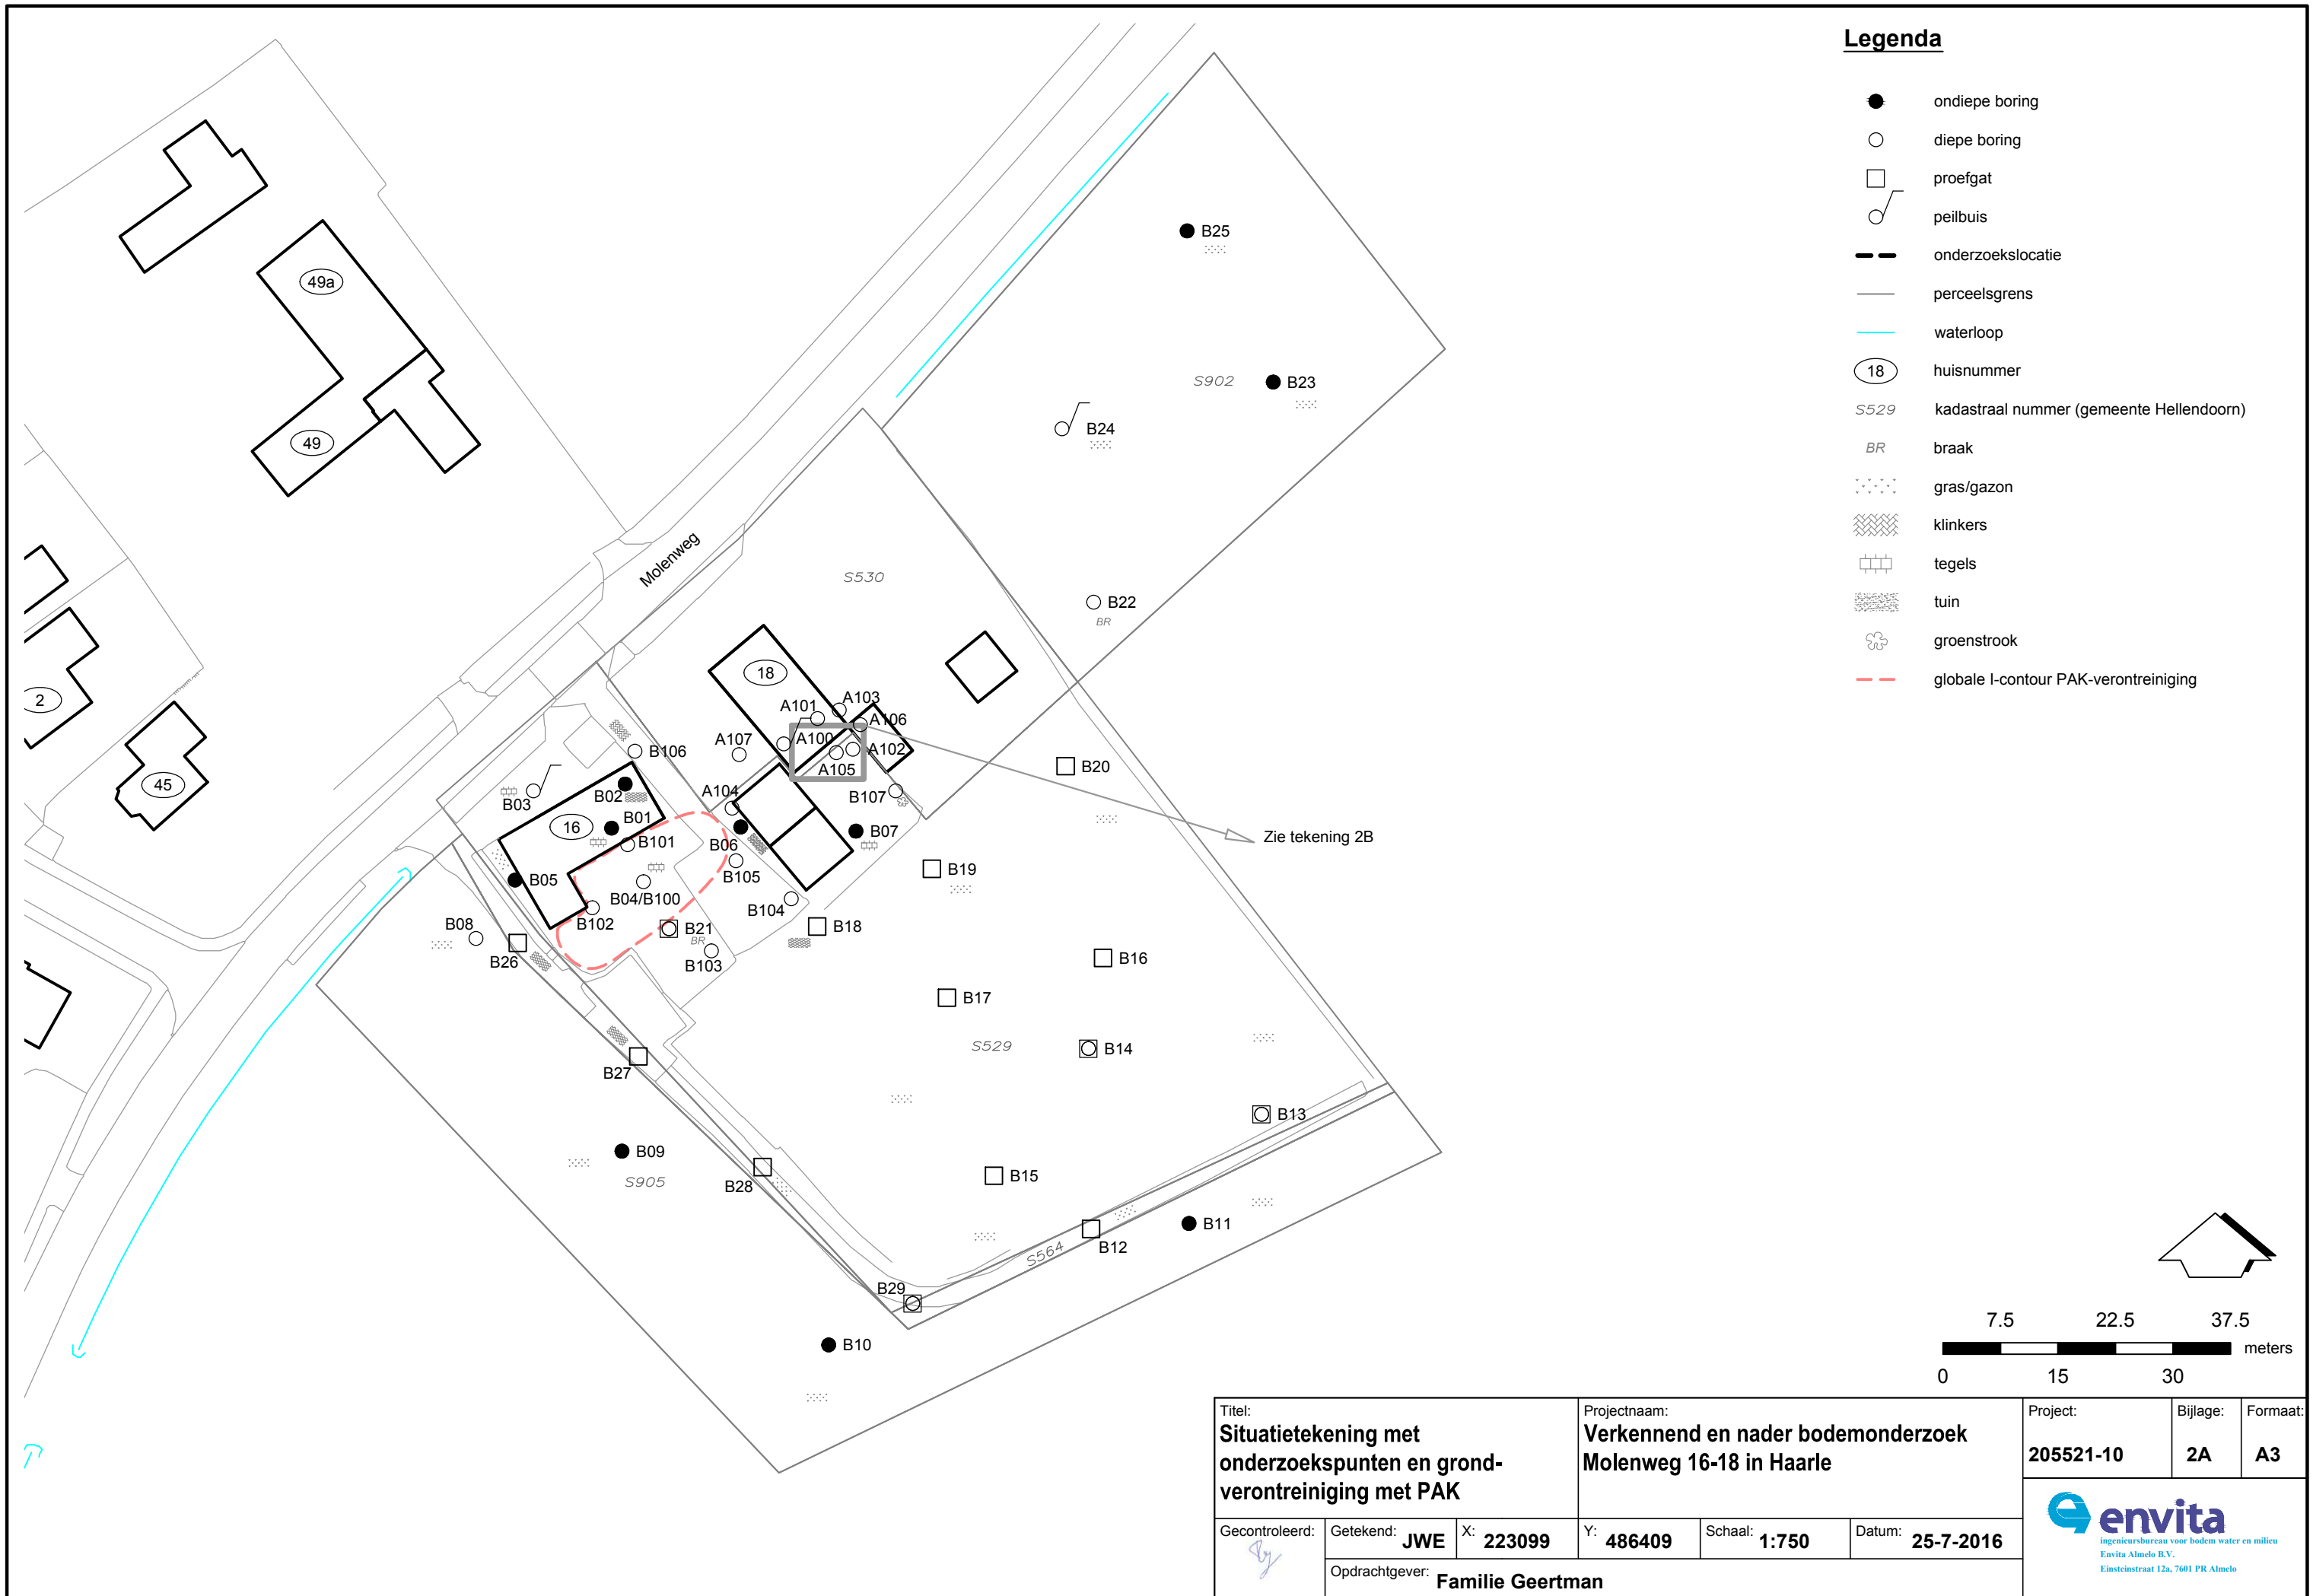 Legenda
ondiepe boring
diepe boring
proefgat
peilbuis
onderzoekslocatie
perceelsgrens
waterloop
18 huisnummer
S529 kadastraal nummer (gemeente Hellendoorn)
BR braak
gras/gazon
klinkers
tegels
tuin
groenstrook
globale I-contour PAK-verontreiniging
49a
49
2
45
Molenweg
B25
S902
B23
B24
S530
B22
BR
18
A101
A103
A106
A107
A100
A102
A105
B106
B20
B03
B02
A104
B107
16
B01
B101
B06
B07
Zie tekening 2B
B05
B105
B19
B04/B100
B102
B104
B08
B21
BR
B18
B26
B103
B16
B17
S529
B14
B27
B13
B09
S905
B28
B15
B11
B12
S564
B29
B10
7.5 22.5 37.5
meters
0 15 30
Titel:
Situatietekening met
onderzoekspunten en grond-
verontreiniging met PAK
Projectnaam:
Verkennend en nader bodemonderzoek
Molenweg 16-18 in Haarle
Project:
205521-10
Bijlage:
2A
Formaat:
A3
Gecontroleerd:
Getekend: JWE
X: 223099
Y: 486409
Schaal: 1:750
Datum: 25-7-2016
Opdrachtgever: Familie Geertman
envita
ingenieursbureau voor bodem water en milieu
Envita Almelo B.V.
Einsteinstraat 12a, 7601 PR Almelo